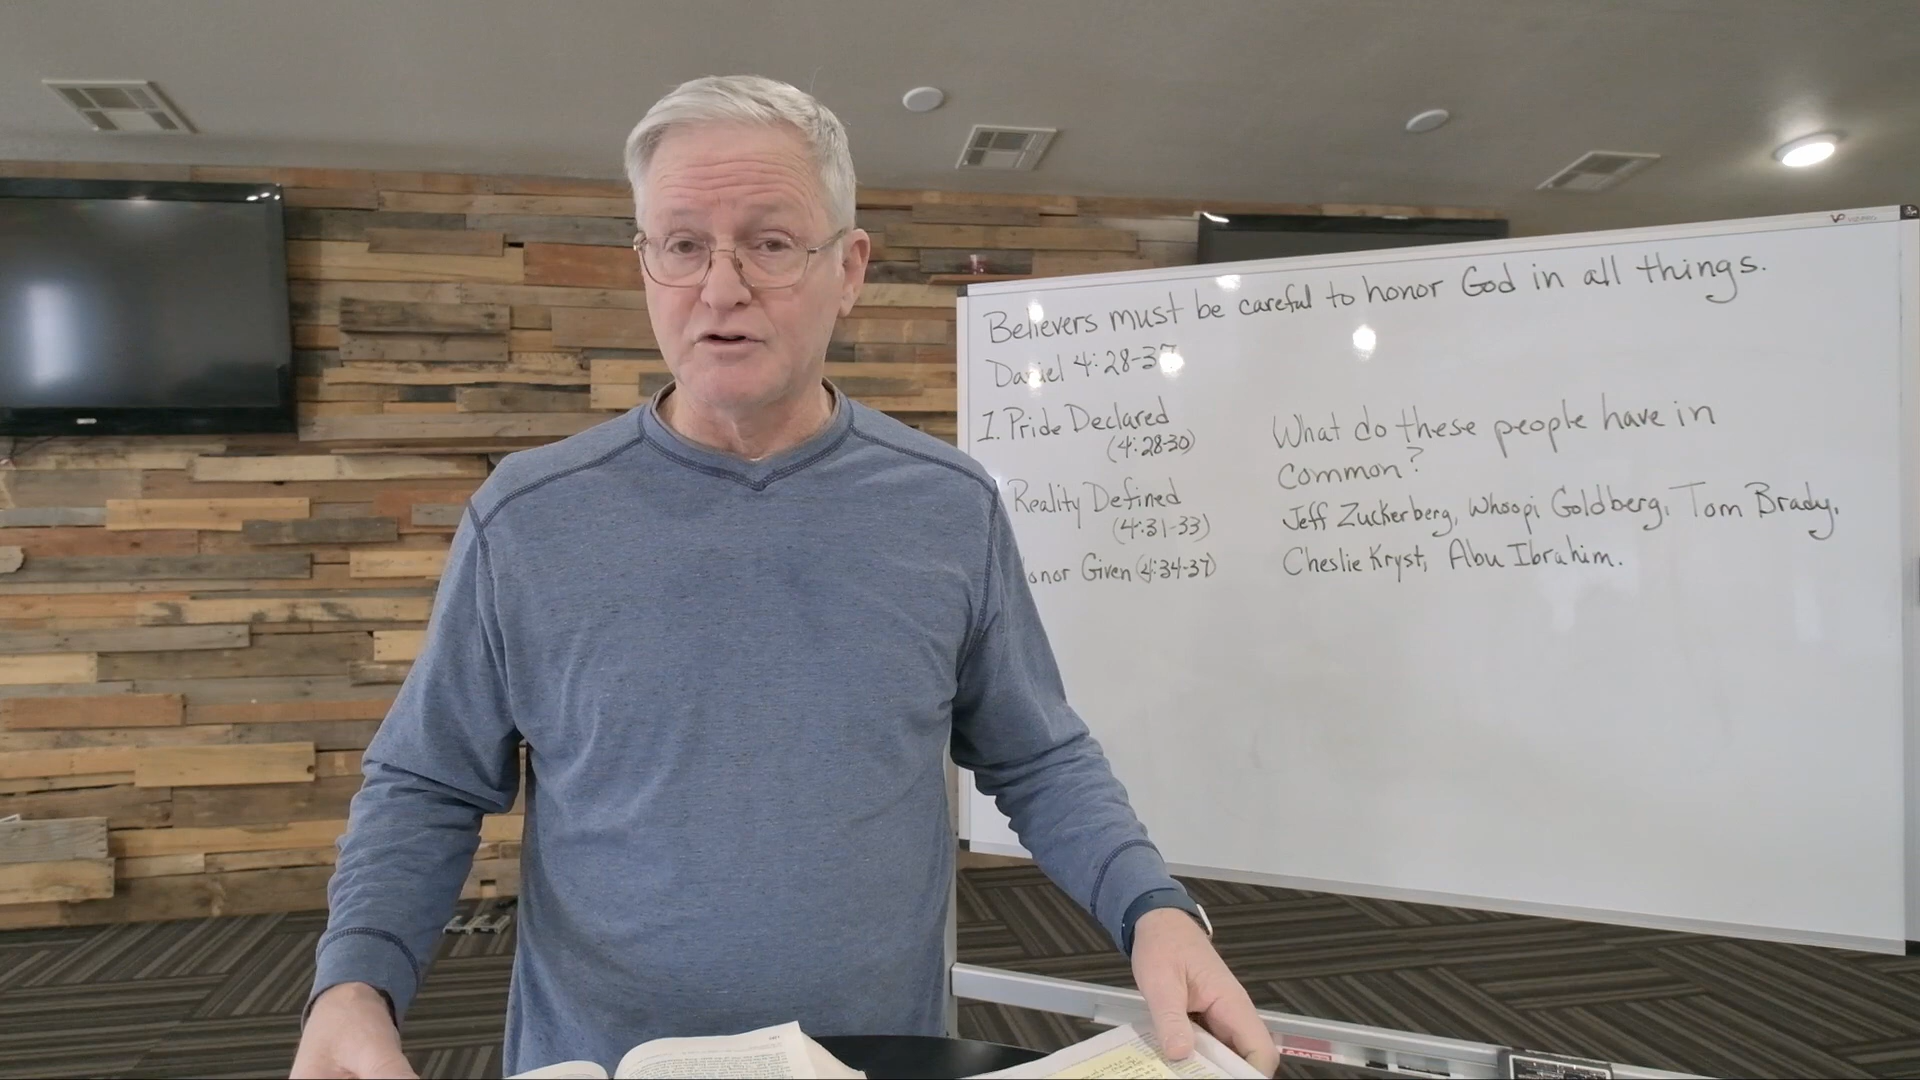 Believers must be careful to honor God in all things.
Daniel 4:28-37
I. Pride Declared
(4:28-30)
Reality Defined
(4:31-33)
onor Given (4:34-37)
What do these people have in
common?
Jeff Zuckerberg, Whoopi Goldberg, Tom Brady,
Cheslie Kryst, Abu Ibrahim.